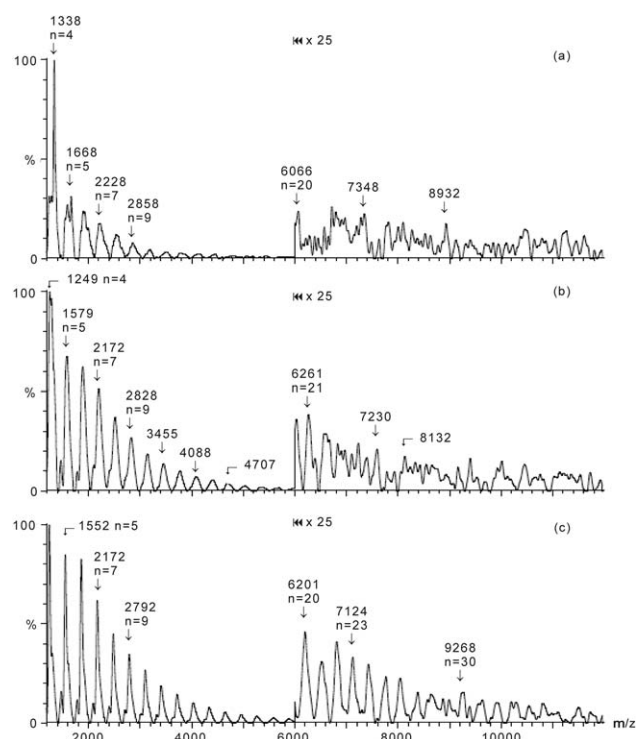 1338
n=4
x 25
(a)
100
%
0
1668
n=5
2228
n=7
2858
n=9
6066
n=20
7348
8932
1249 n=4
x 25
(b)
100
%
0
1579
n=5
2172
n=7
2828
n=9
3455
4088
4707
6261
n=21
7230
8132
1552 n=5
x 25
(c)
100
%
0
2172
n=7
2792
n=9
6201
n=20
7124
n=23
9268
n=30
2000 4000 6000 8000 10000 m/z